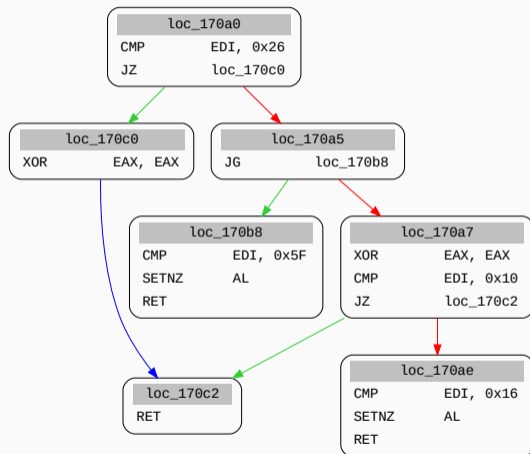 loc_170a0
CMP EDI, 0x26
JZ loc_170c0
loc_170c0
XOR EAX, EAX
loc_170a5
JG loc_170b8
loc_170b8
CMP EDI, 0x5F
SETNZ AL
RET
loc_170a7
XOR EAX, EAX
CMP EDI, 0x10
JZ loc_170c2
loc_170c2
RET
loc_170ae
CMP EDI, 0x16
SETNZ AL
RET